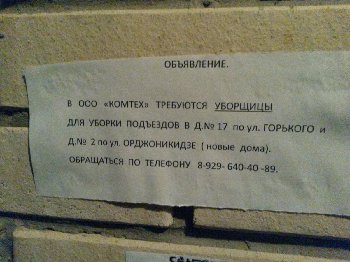 ОБЪЯВЛЕНИЕ.
В ООО «КОМТЕХ» ТРЕБУЮТСЯ УБОРЩИЦЫ
ДЛЯ УБОРКИ ПОДЪЕЗДОВ В Д.№ 17 по ул. ГОРЬКОГО и
Д.№ 2 по ул. ОРДЖОНИКИДЗЕ ( новые дома).
ОБРАЩАТЬСЯ ПО ТЕЛЕФОНУ 8-929- 640-40 -89.